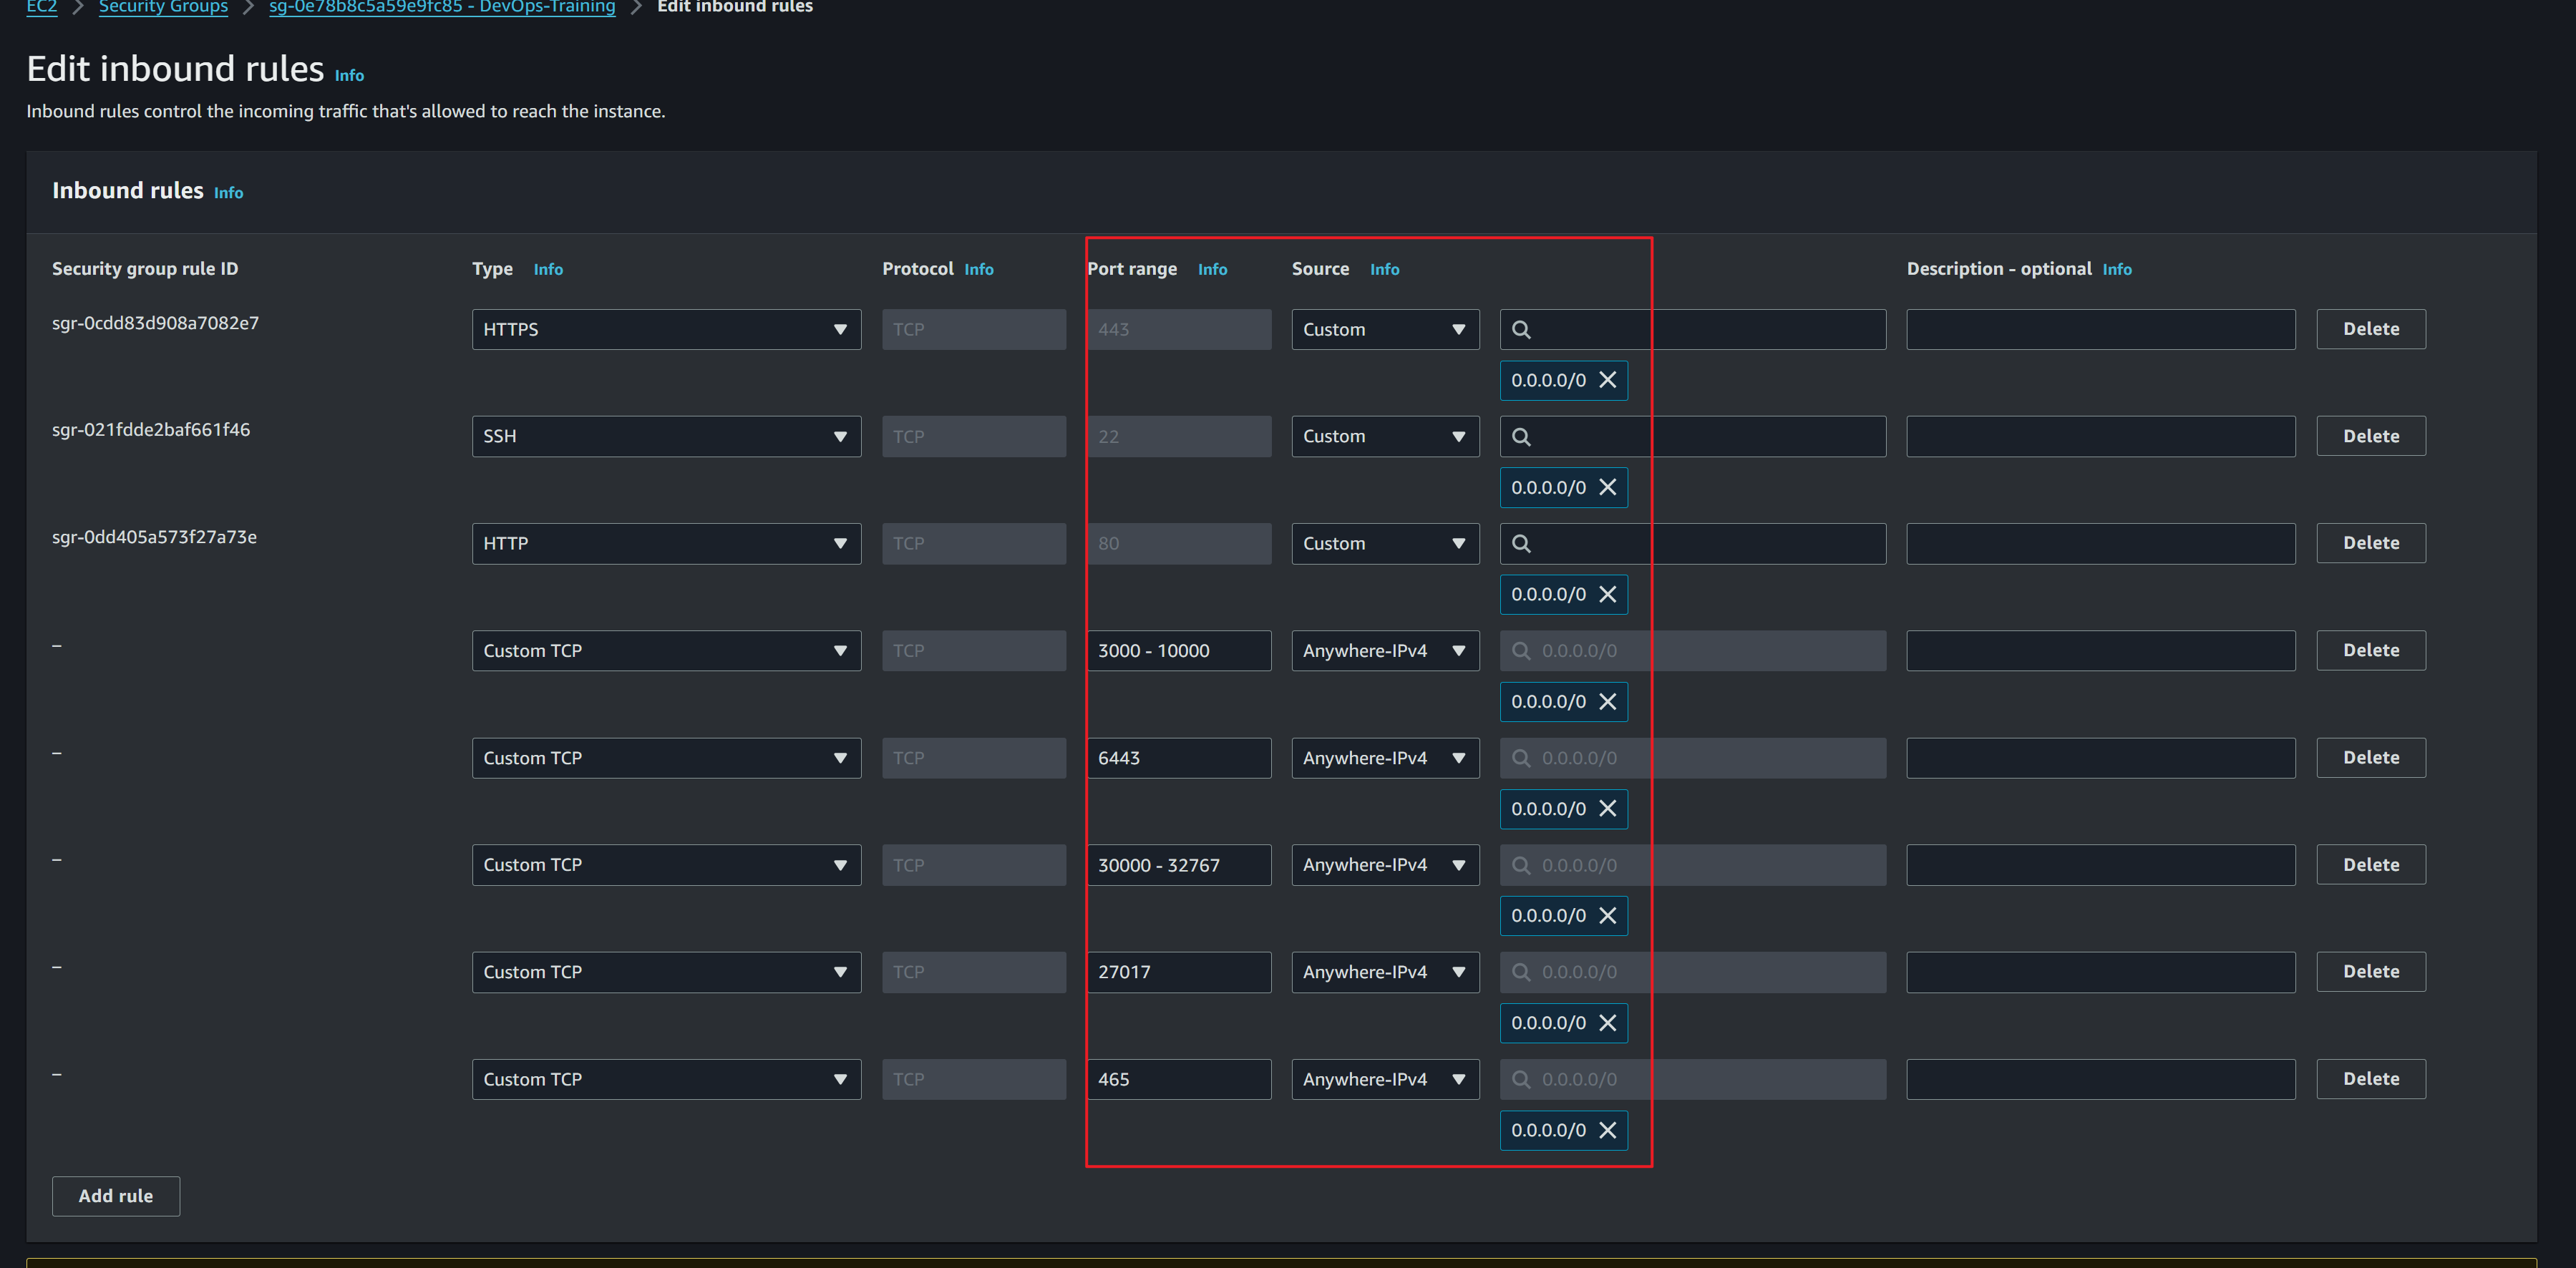 EC2 > Security Groups > sg-0e78b8c5a59e9fc85 - DevOps-Training > Edit inbound rules
Edit inbound rules Info
Inbound rules control the incoming traffic that's allowed to reach the instance.
Inbound rules Info
Security group rule ID Type Info Protocol Info Port range Info Source Info Description - optional Info
sgr-0cdd83d908a7082e7 HTTPS TCP 443 Custom Delete
0.0.0.0/0
sgr-021fdde2baf661f46 SSH TCP 22 Custom Delete
0.0.0.0/0
sgr-0dd405a573f27a73e HTTP TCP 80 Custom Delete
0.0.0.0/0
– Custom TCP TCP 3000 - 10000 Anywhere-IPv4 0.0.0.0/0 Delete
0.0.0.0/0
– Custom TCP TCP 6443 Anywhere-IPv4 0.0.0.0/0 Delete
0.0.0.0/0
– Custom TCP TCP 30000 - 32767 Anywhere-IPv4 0.0.0.0/0 Delete
0.0.0.0/0
– Custom TCP TCP 27017 Anywhere-IPv4 0.0.0.0/0 Delete
0.0.0.0/0
– Custom TCP TCP 465 Anywhere-IPv4 0.0.0.0/0 Delete
0.0.0.0/0
Add rule